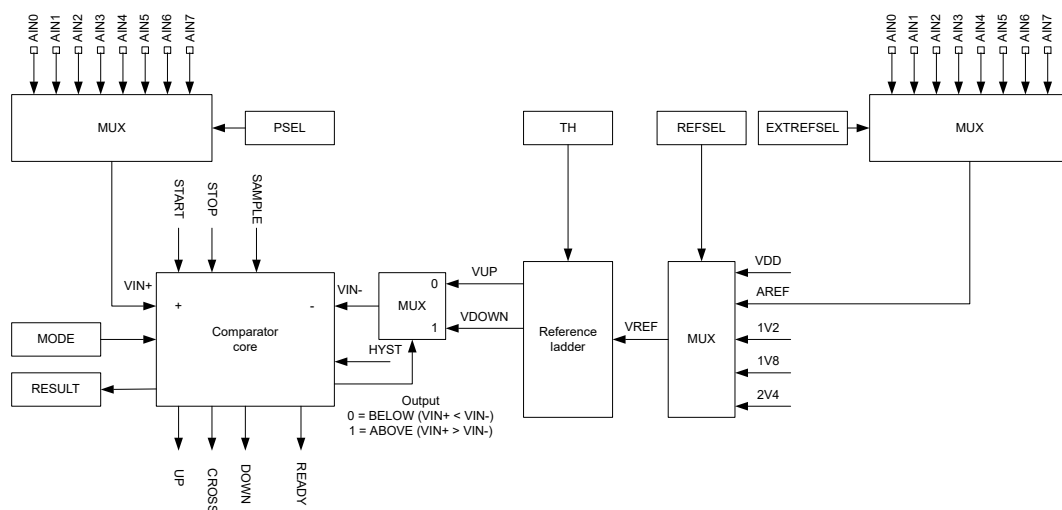 AIN0
AIN1
AIN2
AIN3
AIN4
AIN5
AIN6
AIN7
AIN0
AIN1
AIN2
AIN3
AIN4
AIN5
AIN6
AIN7
MUX
PSEL
TH
REFSEL
EXTREFSEL
MUX
START
STOP
SAMPLE
VIN+
VIN-
+
-
MUX
0
1
VUP
VDOWN
VDD
AREF
1V2
1V8
2V4
MODE
RESULT
Comparator
core
HYST
Reference
ladder
VREF
MUX
Output
0 = BELOW (VIN+ < VIN-)
1 = ABOVE (VIN+ > VIN-)
UP
CROSS
DOWN
READY